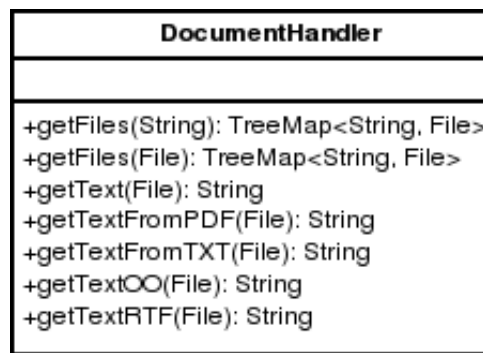 DocumentHandler
+getFiles(String): TreeMap<String, File>
+getFiles(File): TreeMap<String, File>
+getText(File): String
+getTextFromPDF(File): String
+getTextFromTXT(File): String
+getTextOO(File): String
+getTextRTF(File): String